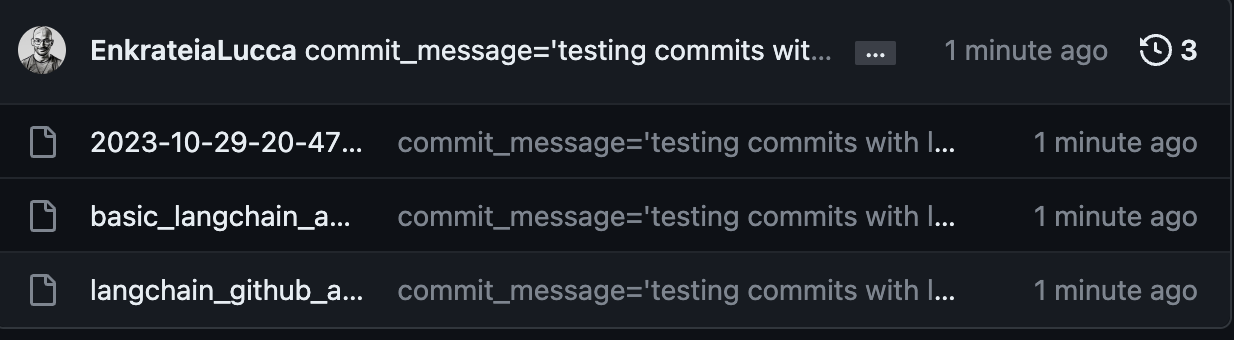 EnkrateiaLucca commit_message='testing commits wit... ... 1 minute ago 3
2023-10-29-20-47... commit_message='testing commits with l... 1 minute ago
basic_langchain_a... commit_message='testing commits with l... 1 minute ago
langchain_github_a... commit_message='testing commits with l... 1 minute ago